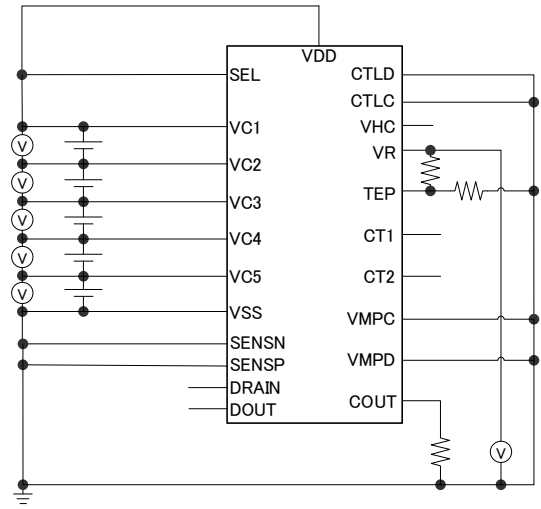 VDD
SEL
VC1
VC2
VC3
VC4
VC5
VSS
SENSN
SENSP
DRAIN
DOUT
CTLD
CTLC
VHC
VR
TEP
CT1
CT2
VMPC
VMPD
COUT
V
V
V
V
V
V